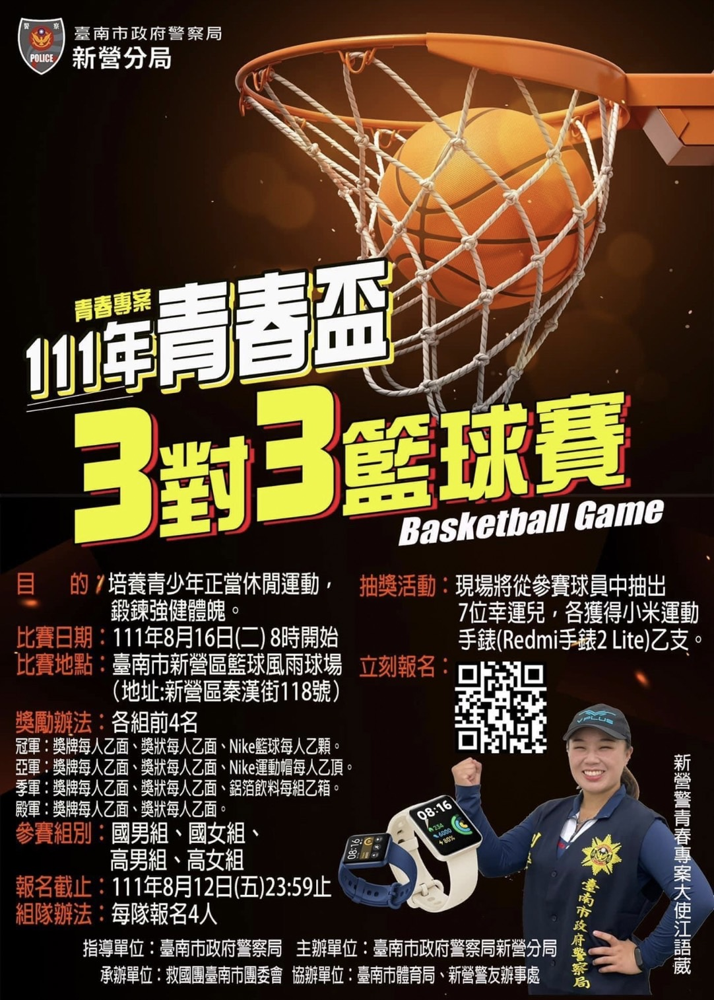 警 察
POLICE
臺南市政府警察局
新營分局
青春專案
111年青春盃
3對3籃球賽
Basketball Game
目 的：培養青少年正當休閒運動，
鍛鍊強健體魄。
比賽日期：111年8月16日(二) 8時開始
比賽地點：臺南市新營區籃球風雨球場
（地址:新營區秦漢街118號）
獎勵辦法：各組前4名
冠軍：獎牌每人乙面、獎狀每人乙面、Nike籃球每人乙顆。
亞軍：獎牌每人乙面、獎狀每人乙面、Nike運動帽每人乙頂。
季軍：獎牌每人乙面、獎狀每人乙面、鋁箔飲料每組乙箱。
殿軍：獎牌每人乙面、獎狀每人乙面。
參賽組別：國男組、國女組、
高男組、高女組
報名截止：111年8月12日(五)23:59止
組隊辦法：每隊報名4人
抽獎活動：現場將從參賽球員中抽出
7位幸運兒，各獲得小米運動
手錶(Redmi手錶2 Lite)乙支。
立刻報名：
VPLUS
08:16
08:16
234
6000
80%
臺南市政府警察局
新營警青春專案大使江語葳
指導單位：臺南市政府警察局 主辦單位：臺南市政府警察局新營分局
承辦單位：救國團臺南市團委會 協辦單位：臺南市體育局、新營警友辦事處